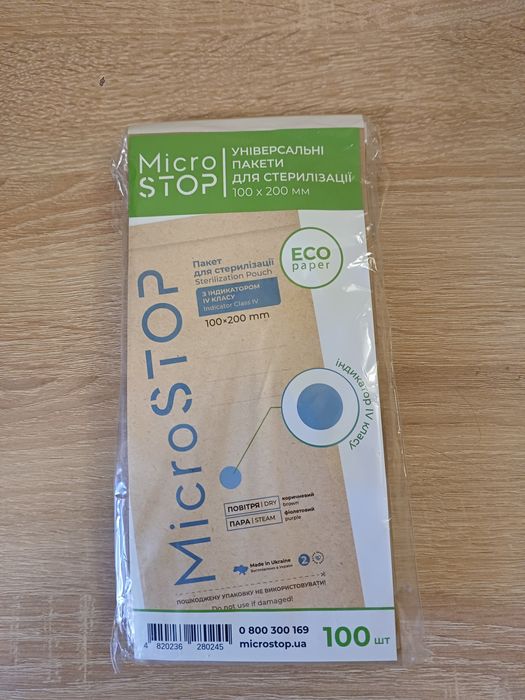 Micro
STOP
УНІВЕРСАЛЬНІ
ПАКЕТИ
ДЛЯ СТЕРИЛІЗАЦІЇ
100 х 200 мм
ECO
paper
Пакет
для стерилізації
Sterilization Pouch
З ІНДИКАТОРОМ
IV КЛАСУ
Indicator Class IV
100×200 mm
MicroSTOP
індикатор IV класу
ПОВІТРЯ | DRY
коричневий
brown
ПАРА | STEAM
фіолетовий
purple
Made in Ukraine
Виготовлено в Україні
2
ПОШКОДЖЕНУ УПАКОВКУ НЕ ВИКОРИСТОВУВАТИ!
Do not use if damaged!
4 820236 280245
0 800 300 169
microstop.ua
100 шт